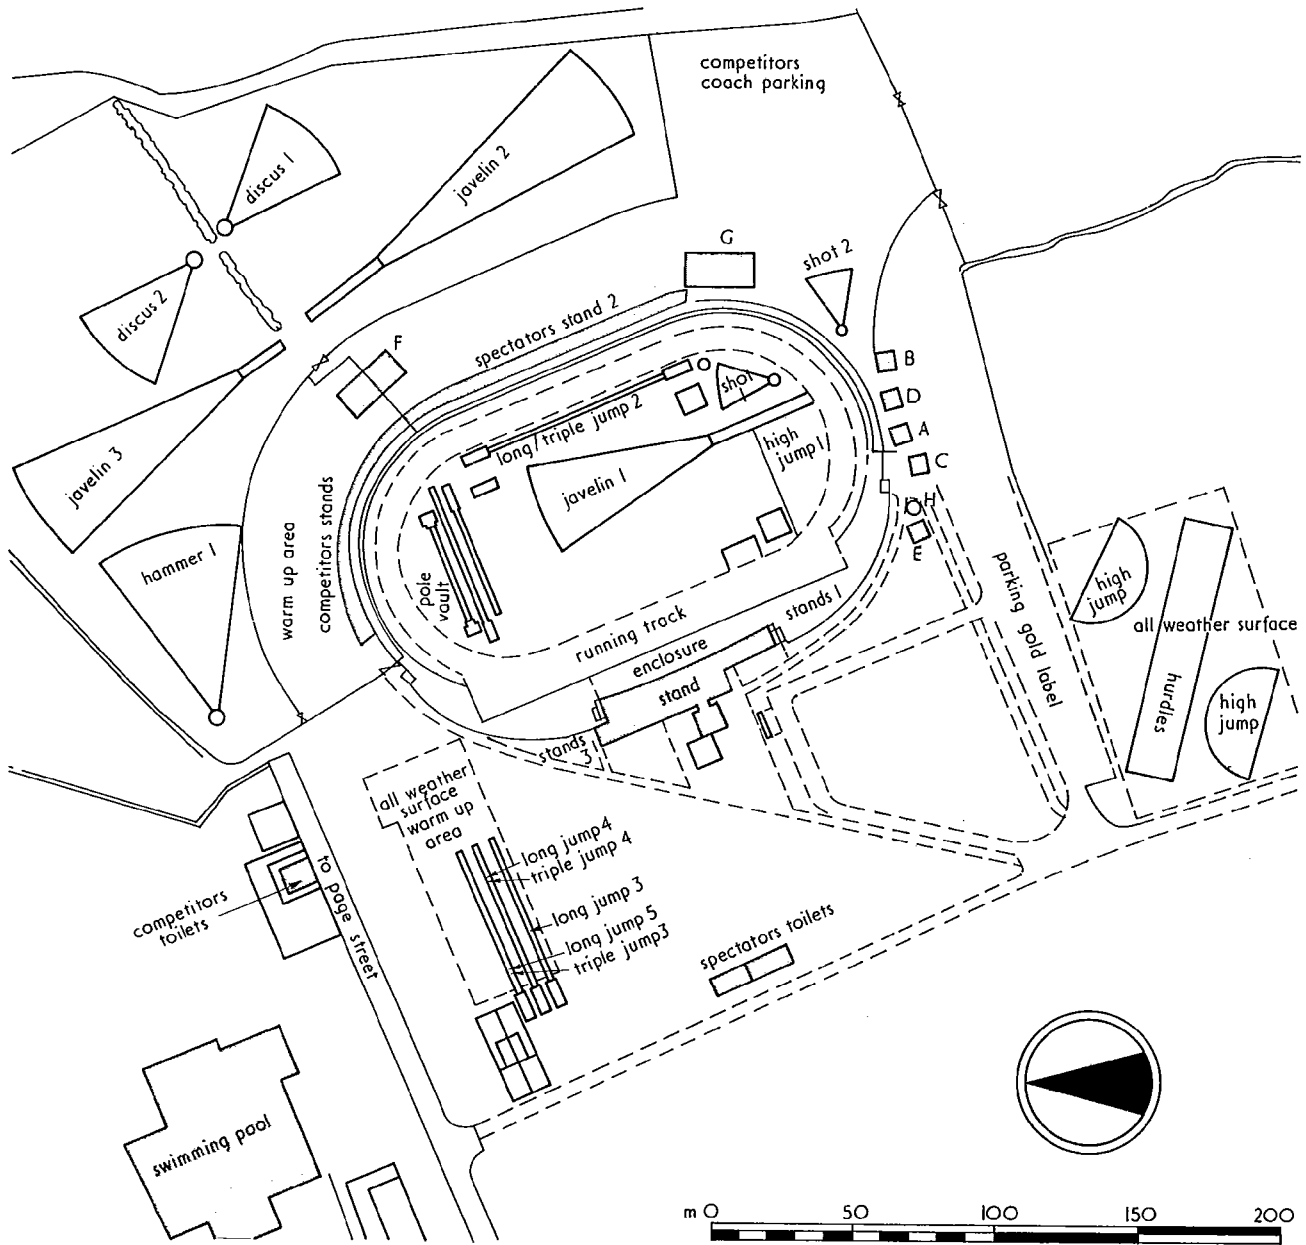 competitors
coach parking
discus 1
javelin 2
G
shot 2
discus 2
spectators stand 2
F
B
D
shot
long/triple jump 2
A
high
jump 1
C
javelin 3
javelin 1
H
E
hammer 1
warm up area
competitors stands
pole
vault
parking gold label
high
jump
all weather surface
stands 1
running track
enclosure
stand
hurdles
high
jump
stands
3
all weather
surface
warm up
area
long jump 4
triple jump 4
to page street
competitors
toilets
long jump 3
long jump 5
triple jump3
spectators toilets
swimming pool
m 0 50 100 150 200